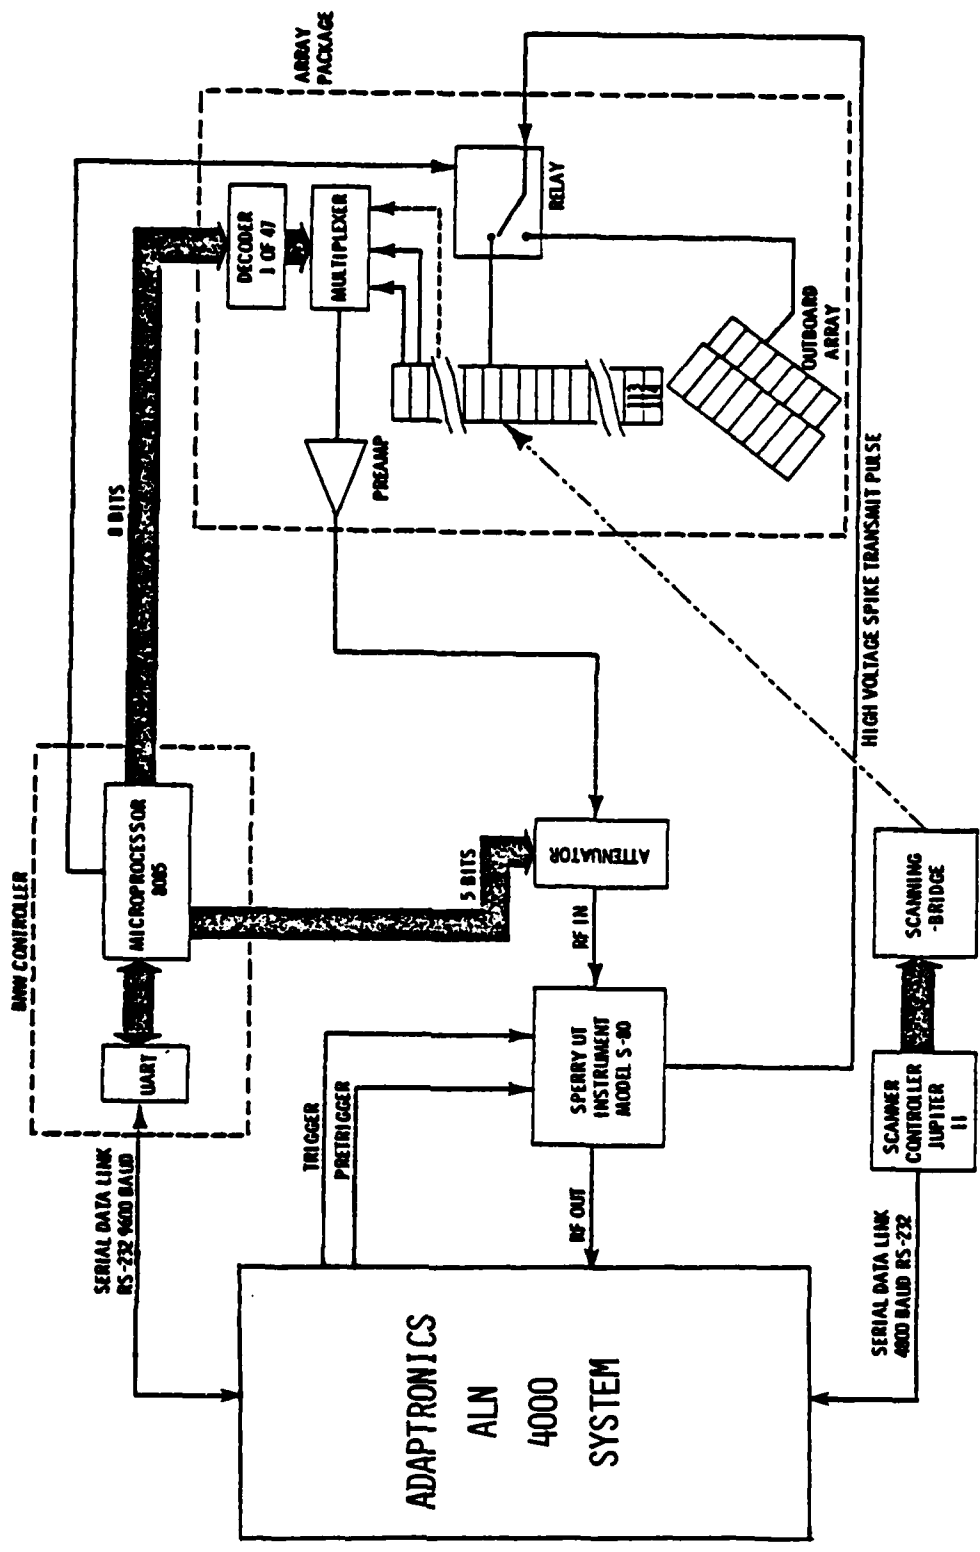 ARRAY
PACKAGE
8 BITS
DECODER
1 OF 47
MULTIPLEXER
RELAY
PREAMP
113
114
OUTBOARD
ARRAY
HIGH VOLTAGE SPIKE TRANSMIT PULSE
BNW CONTROLLER
MICROPROCESSOR
8085
UART
5 BITS
ATTENUATOR
RF IN
SPERRY UT
INSTRUMENT
MODEL S-80
SCANNING
-BRIDGE
SCANNER
CONTROLLER
JUPITER
II
SERIAL DATA LINK
RS-232 9600 BAUD
TRIGGER
PRETRIGGER
RF OUT
SERIAL DATA LINK
4800 BAUD RS-232
ADAPTRONICS
ALN
4000
SYSTEM